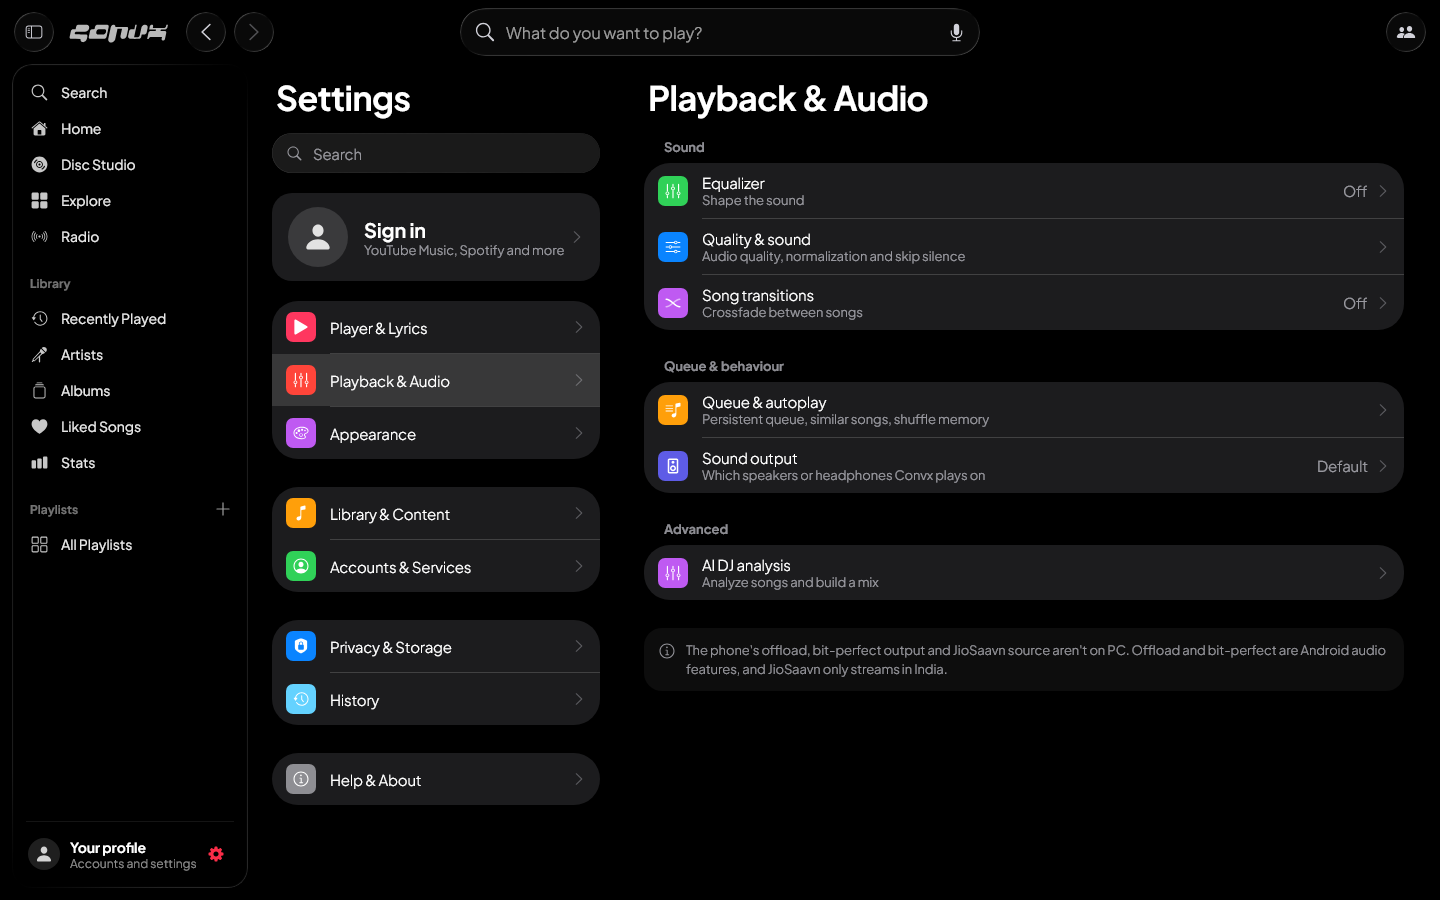 What do you want to play?
Search
Home
Disc Studio
Explore
Radio
Library
Recently Played
Artists
Albums
Liked Songs
Stats
Playlists
All Playlists
Your profile
Accounts and settings
Settings
Search
Sign in
YouTube Music, Spotify and more
Player & Lyrics
Playback & Audio
Appearance
Library & Content
Accounts & Services
Privacy & Storage
History
Help & About
Playback & Audio
Sound
Equalizer
Shape the sound
Off
Quality & sound
Audio quality, normalization and skip silence
Song transitions
Crossfade between songs
Off
Queue & behaviour
Queue & autoplay
Persistent queue, similar songs, shuffle memory
Sound output
Which speakers or headphones Convx plays on
Default
Advanced
AI DJ analysis
Analyze songs and build a mix
The phone's offload, bit-perfect output and JioSaavn source aren't on PC. Offload and bit-perfect are Android audio
features, and JioSaavn only streams in India.